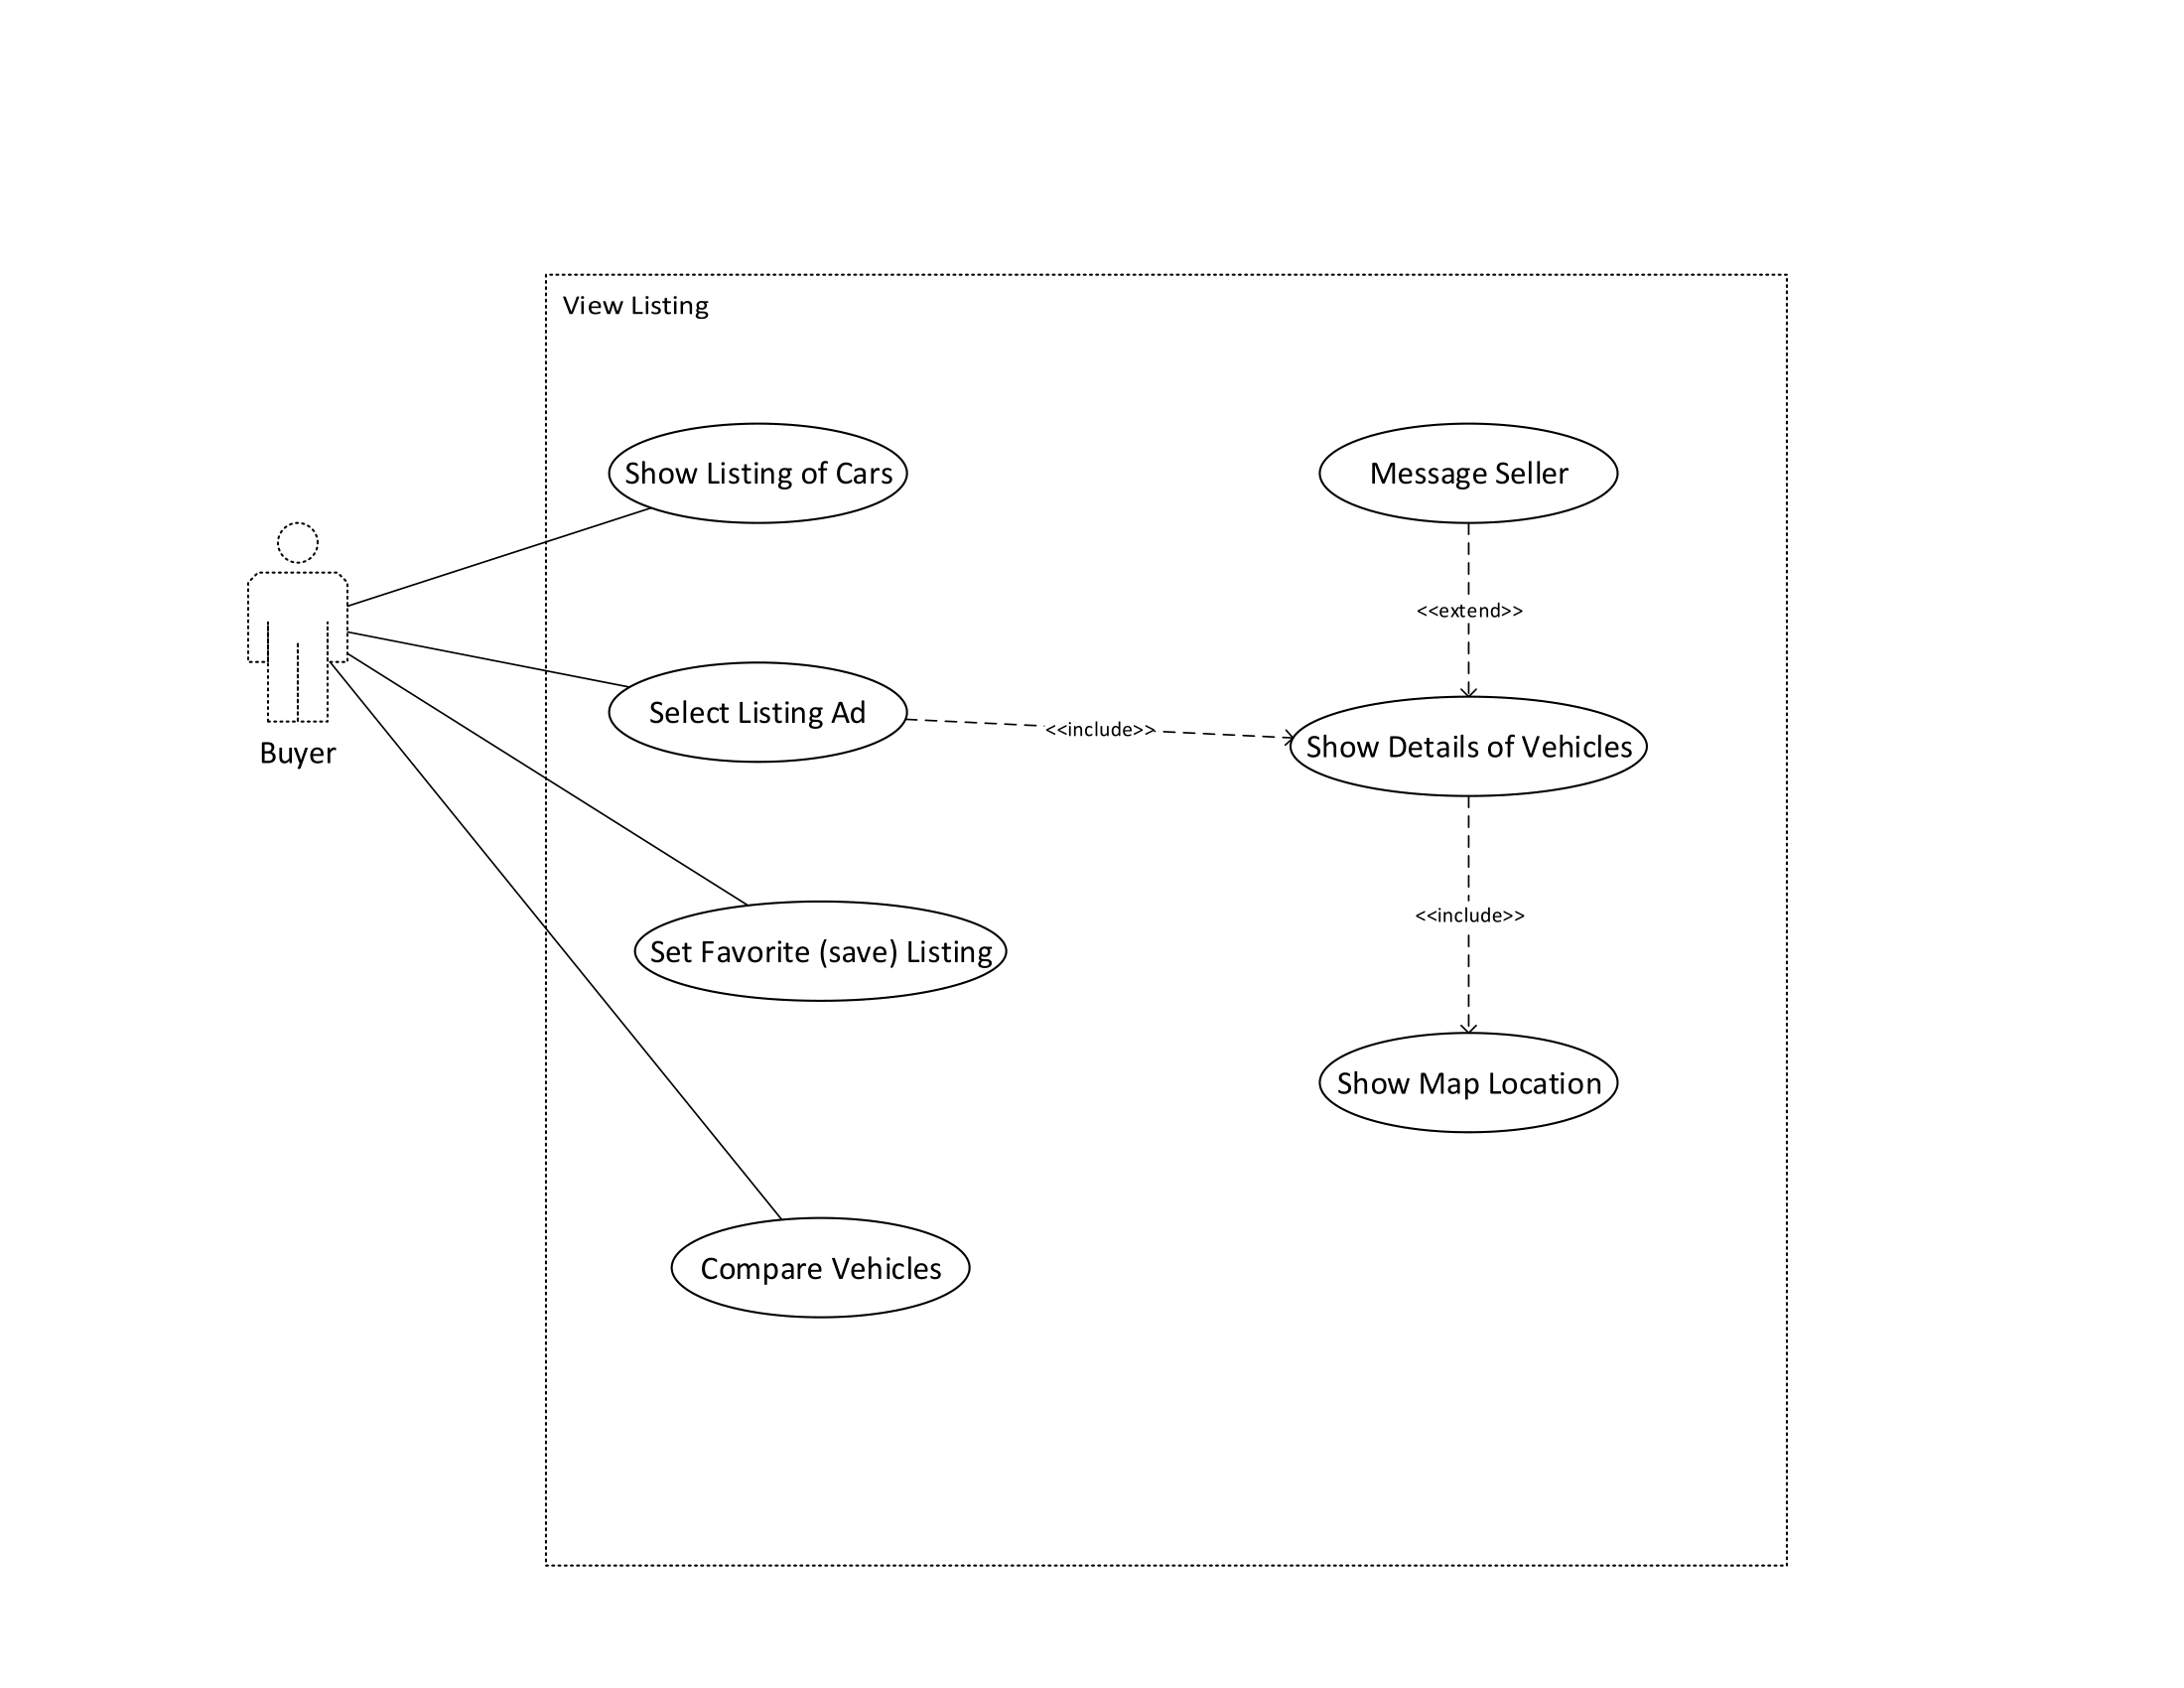 View Listing
Show Listing of Cars
Message Seller
<<extend>>
Select Listing Ad
<<include>>
Show Details of Vehicles
Buyer
<<include>>
Set Favorite (save) Listing
Show Map Location
Compare Vehicles